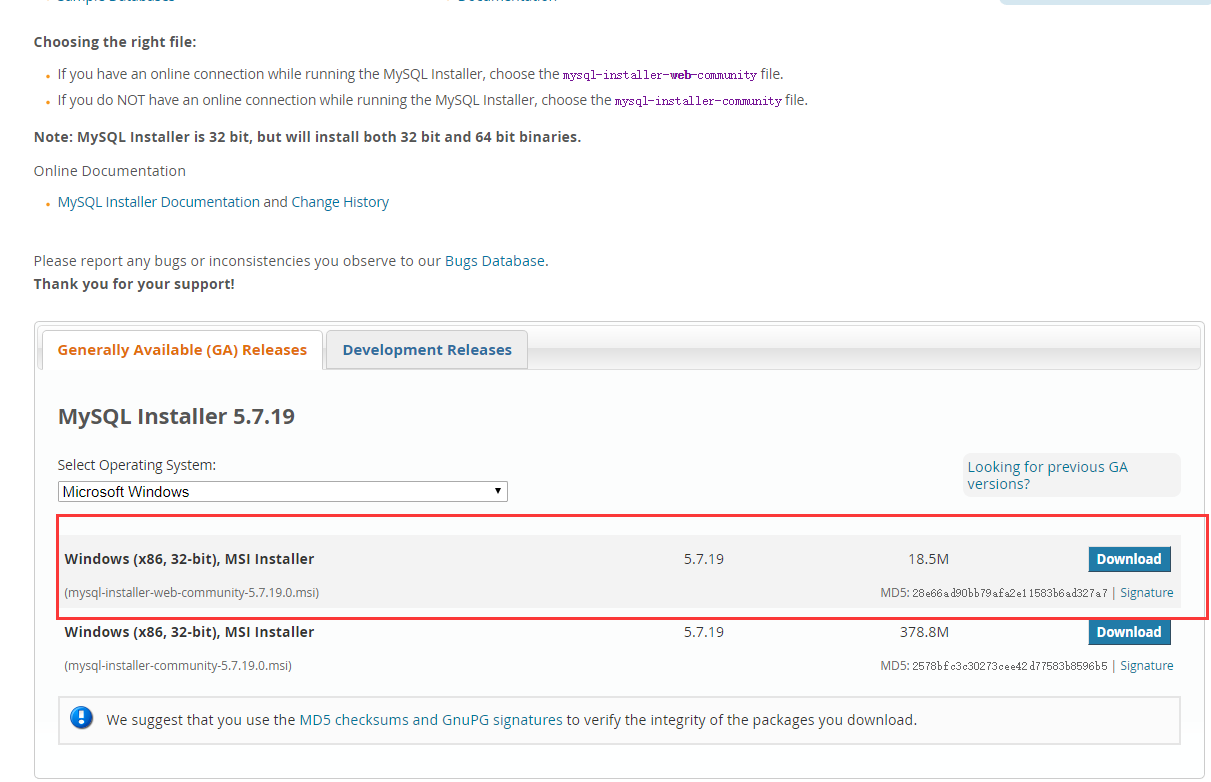 Sample Databases
Documentation
Choosing the right file:
If you have an online connection while running the MySQL Installer, choose the mysql-installer-web-community file.
If you do NOT have an online connection while running the MySQL Installer, choose the mysql-installer-community file.
Note: MySQL Installer is 32 bit, but will install both 32 bit and 64 bit binaries.
Online Documentation
MySQL Installer Documentation and Change History
Please report any bugs or inconsistencies you observe to our Bugs Database.
Thank you for your support!
Generally Available (GA) Releases
Development Releases
MySQL Installer 5.7.19
Select Operating System:
Looking for previous GA
versions?
Microsoft Windows
Windows (x86, 32-bit), MSI Installer 5.7.19 18.5M Download
(mysql-installer-web-community-5.7.19.0.msi) MD5: 28e66ad90bb79afa2e11583b6ad327a7 | Signature
Windows (x86, 32-bit), MSI Installer 5.7.19 378.8M Download
(mysql-installer-community-5.7.19.0.msi) MD5: 2578bfc3c30273cee42d77583b8596b5 | Signature
We suggest that you use the MD5 checksums and GnuPG signatures to verify the integrity of the packages you download.